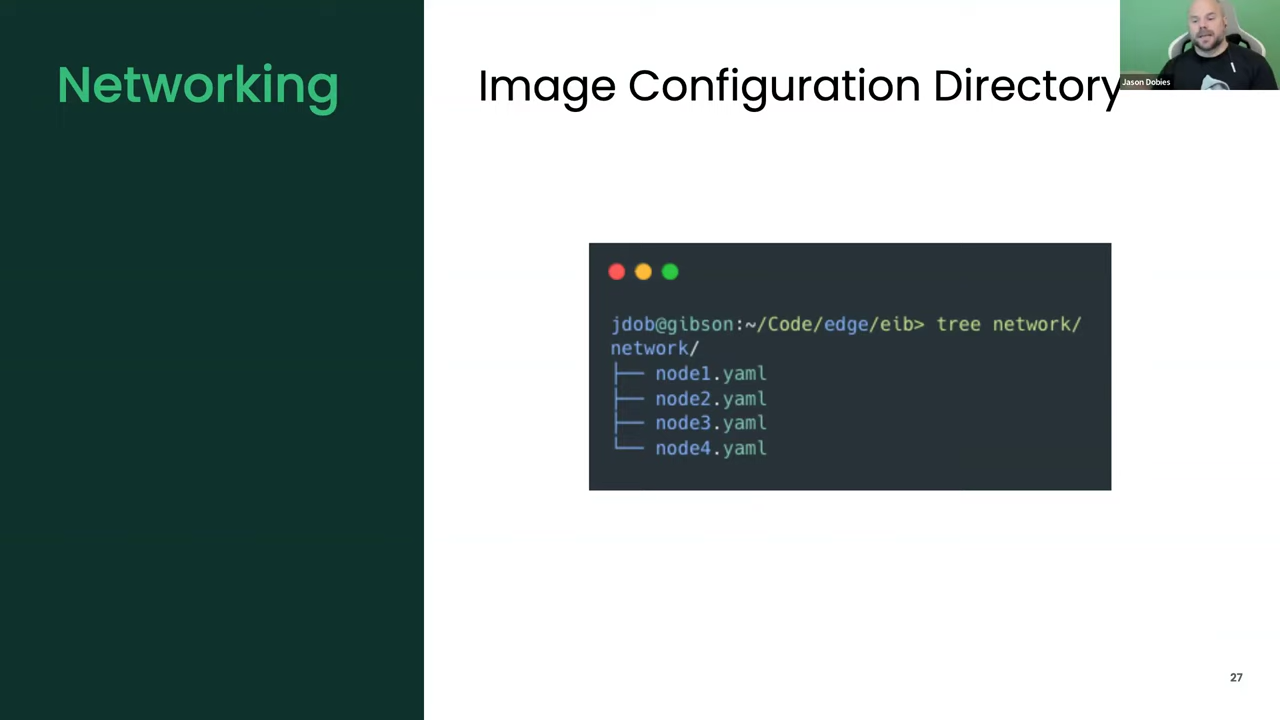 Networking
Image Configuration Directory
Jason Dobies
jdob@gibson:~/Code/edge/eib> tree network/
network/
├── node1.yaml
├── node2.yaml
├── node3.yaml
└── node4.yaml
27